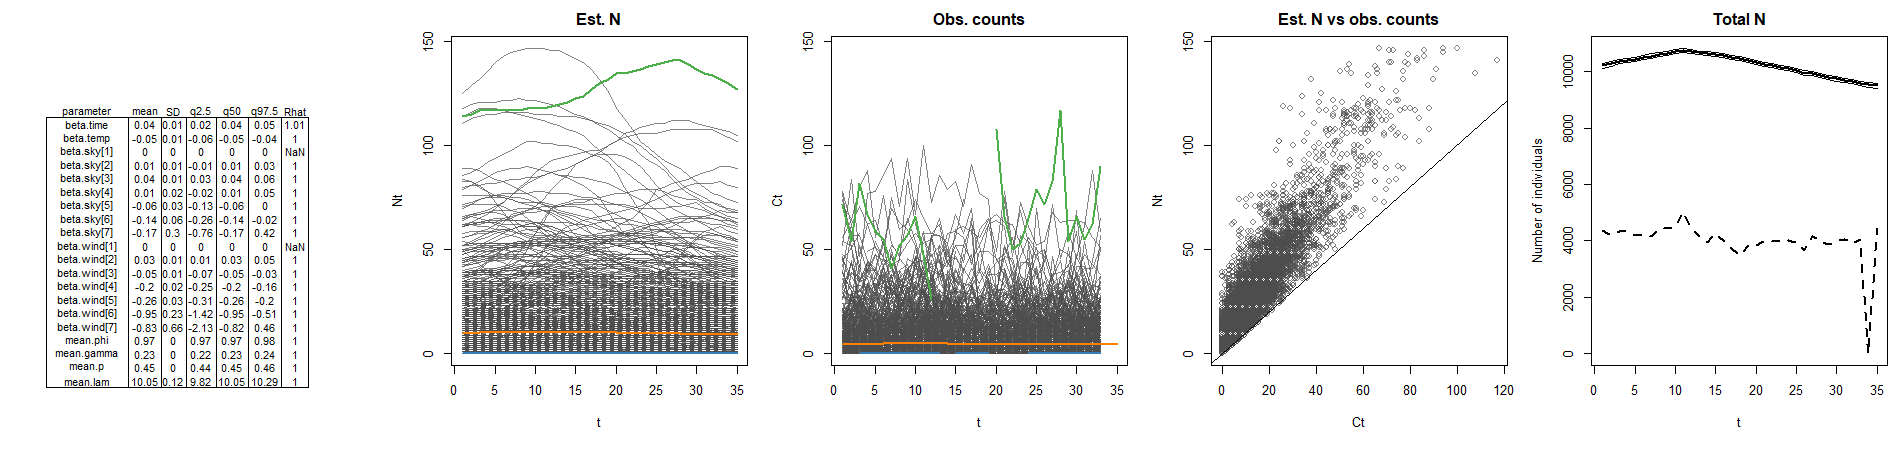 parameter mean SD q2.5 q50 q97.5 Rhat
beta.time 0.04 0.01 0.02 0.04 0.05 1.01
beta.temp -0.05 0.01 -0.06 -0.05 -0.04 1
beta.sky[1] 0 0 0 0 0 NaN
beta.sky[2] 0.01 0.01 -0.01 0.01 0.03 1
beta.sky[3] 0.04 0.01 0.03 0.04 0.06 1
beta.sky[4] 0.01 0.02 -0.02 0.01 0.05 1
beta.sky[5] -0.06 0.03 -0.13 -0.06 0 1
beta.sky[6] -0.14 0.06 -0.26 -0.14 -0.02 1
beta.sky[7] -0.17 0.3 -0.76 -0.17 0.42 1
beta.wind[1] 0 0 0 0 0 NaN
beta.wind[2] 0.03 0.01 0.01 0.03 0.05 1
beta.wind[3] -0.05 0.01 -0.07 -0.05 -0.03 1
beta.wind[4] -0.2 0.02 -0.25 -0.2 -0.16 1
beta.wind[5] -0.26 0.03 -0.31 -0.26 -0.2 1
beta.wind[6] -0.95 0.23 -1.42 -0.95 -0.51 1
beta.wind[7] -0.83 0.66 -2.13 -0.82 0.46 1
mean.phi 0.97 0 0.97 0.97 0.98 1
mean.gamma 0.23 0 0.22 0.23 0.24 1
mean.p 0.45 0 0.44 0.45 0.46 1
mean.lam 10.05 0.12 9.82 10.05 10.29 1
Est. N
Nt
150
100
50
0
0 5 10 15 20 25 30 35
t
Obs. counts
Ct
150
100
50
0
0 5 10 15 20 25 30 35
t
Est. N vs obs. counts
Nt
150
100
50
0
0 20 40 60 80 100 120
Ct
Total N
Number of individuals
10000
8000
6000
4000
2000
0
0 5 10 15 20 25 30 35
t